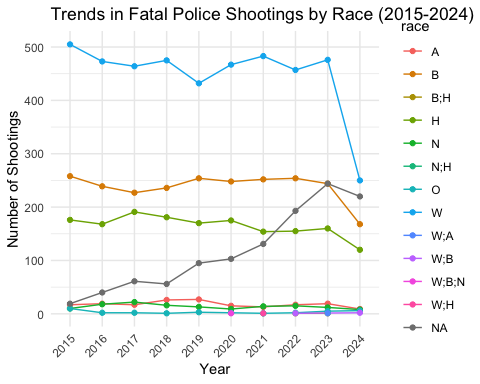 Trends in Fatal Police Shootings by Race (2015-2024)
race
A
B
B;H
H
N
N;H
O
W
W;A
W;B
W;B;N
W;H
NA
Number of Shootings
500
400
300
200
100
0
2015 2016 2017 2018 2019 2020 2021 2022 2023 2024
Year